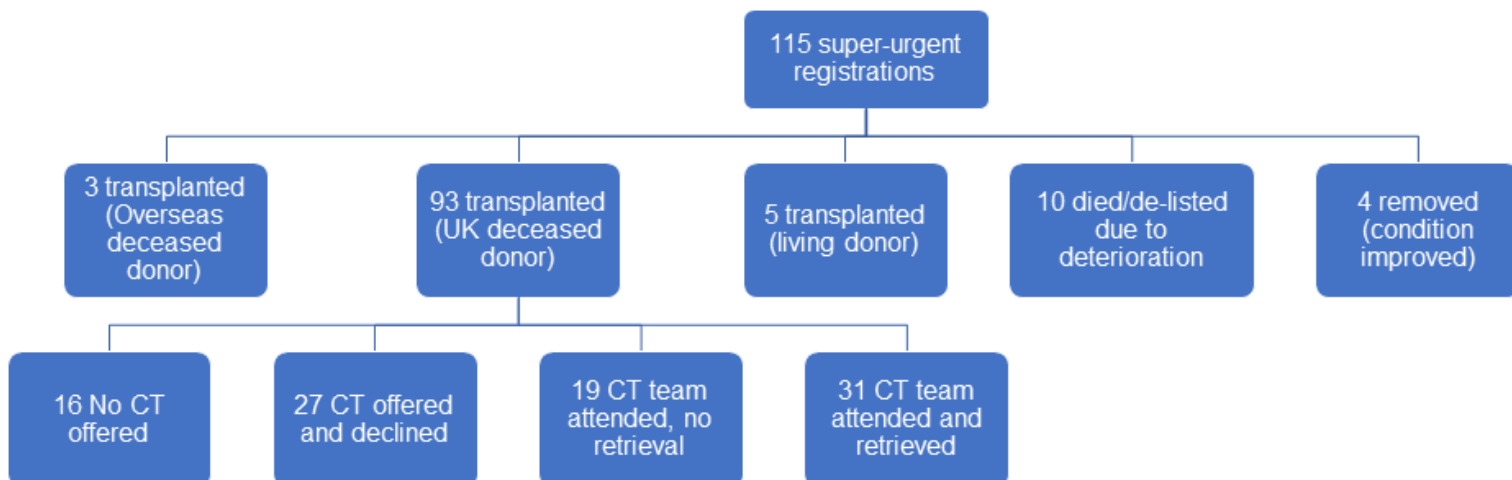 115 super-urgent
registrations
3 transplanted
(Overseas
deceased
donor)
93 transplanted
(UK deceased
donor)
5 transplanted
(living donor)
10 died/de-listed
due to
deterioration
4 removed
(condition
improved)
16 No CT
offered
27 CT offered
and declined
19 CT team
attended, no
retrieval
31 CT team
attended and
retrieved